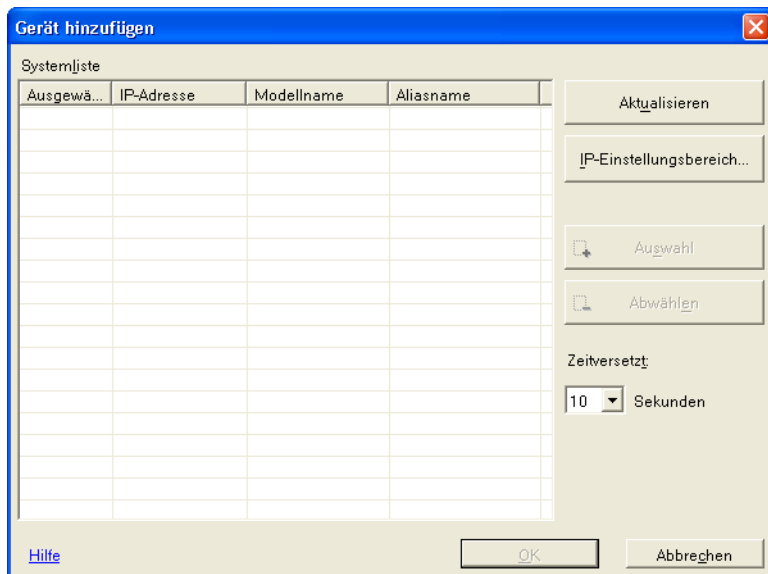 Gerät hinzufügen
Systemliste
Ausgewä... IP-Adresse Modellname Aliasname
Aktualisieren
IP-Einstellungsbereich...
Auswahl
Abwählen
Zeitversetzt:
10 Sekunden
Hilfe OK Abbrechen